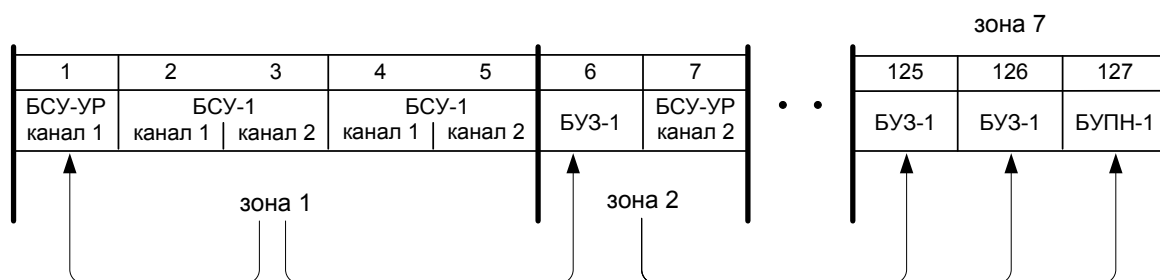 зона 7
1 2 3 4 5 6 7 125 126 127
БСУ-УР БСУ-1 БСУ-1 БУЗ-1 БСУ-УР БУЗ-1 БУЗ-1 БУПН-1
канал 1 канал 1 канал 2 канал 1 канал 2 канал 2
зона 1 зона 2